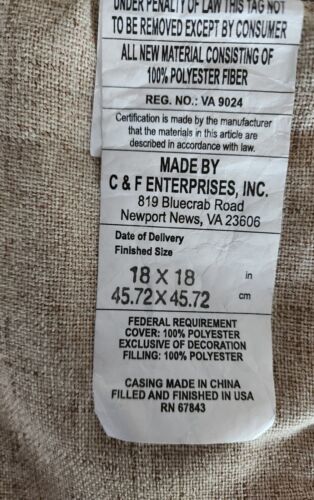 UNDER PENALTY OF LAW THIS TAG NOT
TO BE REMOVED EXCEPT BY CONSUMER
ALL NEW MATERIAL CONSISTING OF
100% POLYESTER FIBER
REG. NO.: VA 9024
Certification is made by the manufacturer
that the materials in this article are
described in accordance with law.
MADE BY
C & F ENTERPRISES, INC.
819 Bluecrab Road
Newport News, VA 23606
Date of Delivery
Finished Size
18 X 18 in
45.72 X 45.72 cm
FEDERAL REQUIREMENT
COVER: 100% POLYESTER
EXCLUSIVE OF DECORATION
FILLING: 100% POLYESTER
CASING MADE IN CHINA
FILLED AND FINISHED IN USA
RN 67843